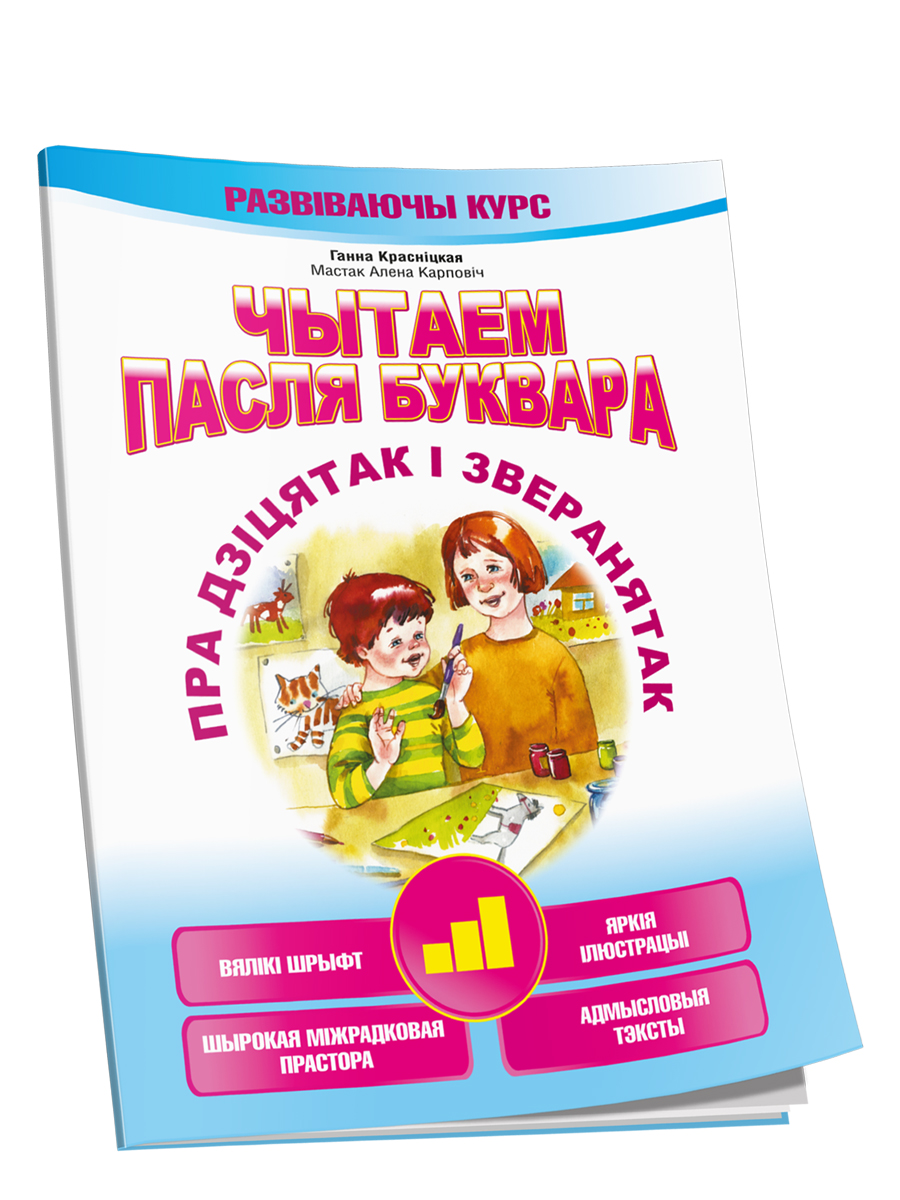 РАЗВІВАЮЧЫ КУРС
Ганна Красніцкая
Мастак Алена Карповіч
ЧЫТАЕМ
ПАСЛЯ БУКВАРА
ПРА ДЗІЦЯТАК І ЗВЕРАНЯТАК
ВЯЛІКІ ШРЫФТ
ЯРКІЯ
ІЛЮСТРАЦЫІ
ШЫРОКАЯ МІЖРАДКОВАЯ
ПРАСТОРА
АДМЫСЛОВЫЯ
ТЭКСТЫ